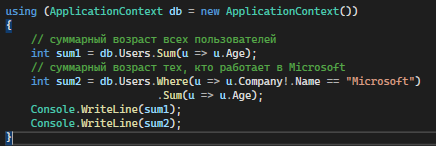 using (ApplicationContext db = new ApplicationContext())
{
    // суммарный возраст всех пользователей
    int sum1 = db.Users.Sum(u => u.Age);
    // суммарный возраст тех, кто работает в Microsoft
    int sum2 = db.Users.Where(u => u.Company!.Name == "Microsoft")
                        .Sum(u => u.Age);
    Console.WriteLine(sum1);
    Console.WriteLine(sum2);
}